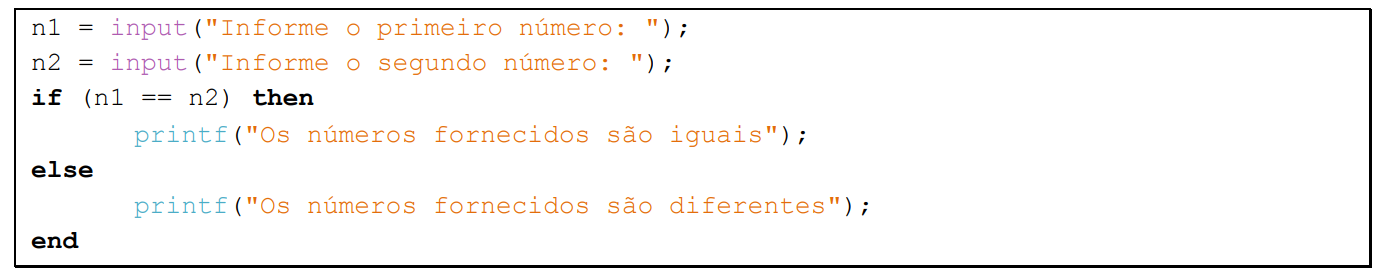 n1 = input("Informe o primeiro número: ");
n2 = input("Informe o segundo número: ");
if (n1 == n2) then
printf("Os números fornecidos são iguais");
else
printf("Os números fornecidos são diferentes");
end